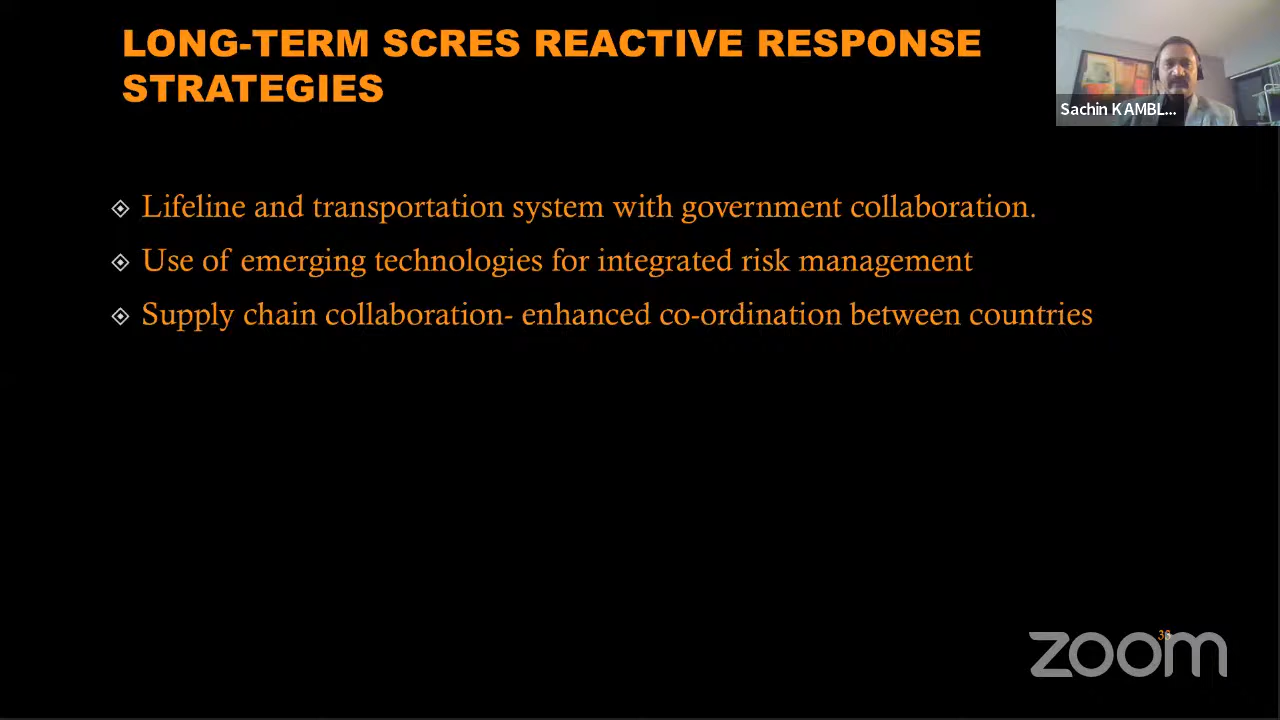 LONG-TERM SCRES REACTIVE RESPONSE
STRATEGIES
Sachin KAMBL...
Lifeline and transportation system with government collaboration.
Use of emerging technologies for integrated risk management
Supply chain collaboration- enhanced co-ordination between countries
zoom